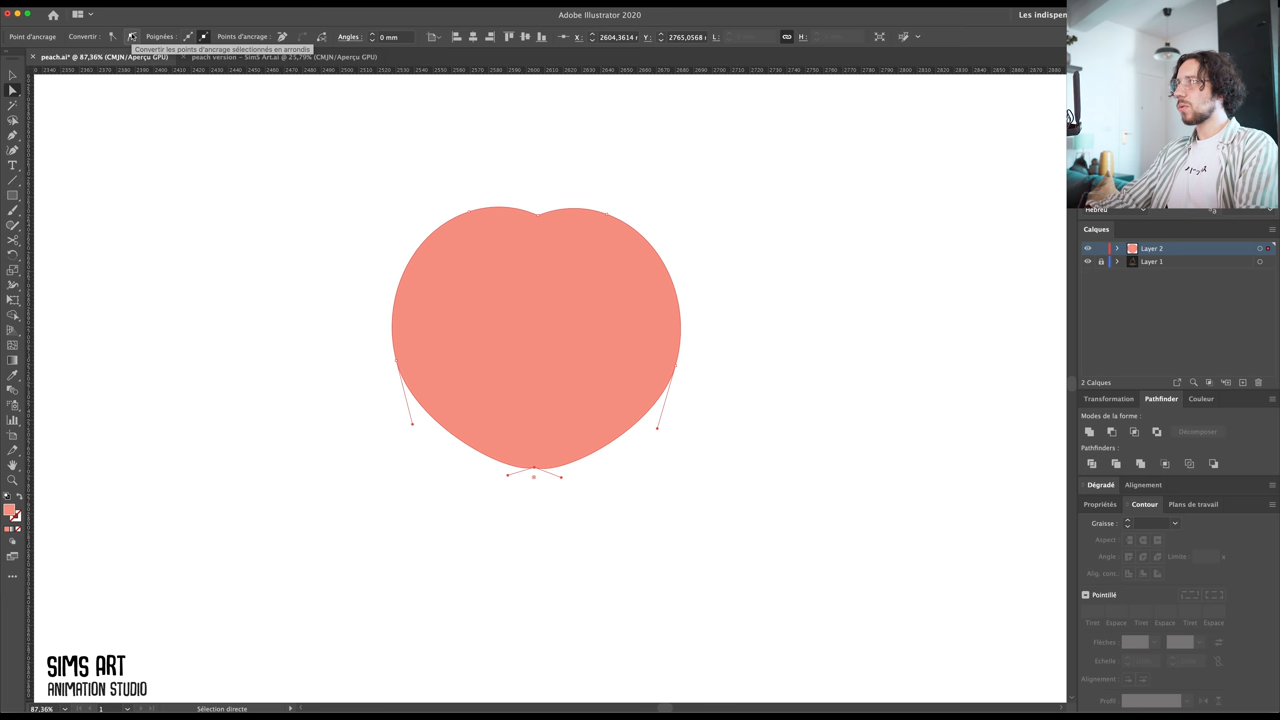 Adobe Illustrator 2020
Les indispen
Point d'ancrage
Convertir :
Poignées :
Points d'ancrage :
Angles :
0 mm
X :
2604,3614 r
Y :
2765,0568 r
L :
H :
Convertir les points d'ancrage sélectionnés en arrondis
peach.ai* @ 87,36% (CMJN/Aperçu GPU)
peach version - SimS Art.ai @ 25,79% (CMJN/Aperçu GPU)
Hébreu
Calques
Layer 2
Layer 1
2 Calques
Transformation
Pathfinder
Couleur
Modes de la forme :
Décomposer
Pathfinders :
Dégradé
Alignement
Propriétés
Contour
Plans de travail
Graisse :
Aspect :
Angle :
Limite :
x
Alig. cont. :
Pointillé
Tiret Espace Tiret Espace Tiret Espace
Flèches :
Echelle :
Alignement :
Profil :
SIMS ART
ANIMATION STUDIO
87,36%
1
Sélection directe